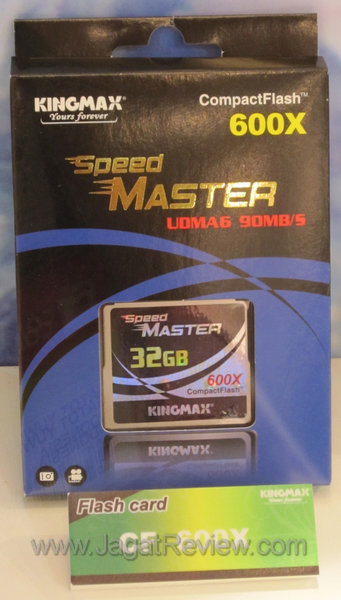 KINGMAX®
Yours forever
CompactFlash™
600X
Speed
MASTER
UDMA6 90MB/S
Speed
MASTER
32GB
600X
CompactFlash™
KINGMAX
Flash card
KINGMAX
Yours forever
CF 600X
www.JagatReview.com